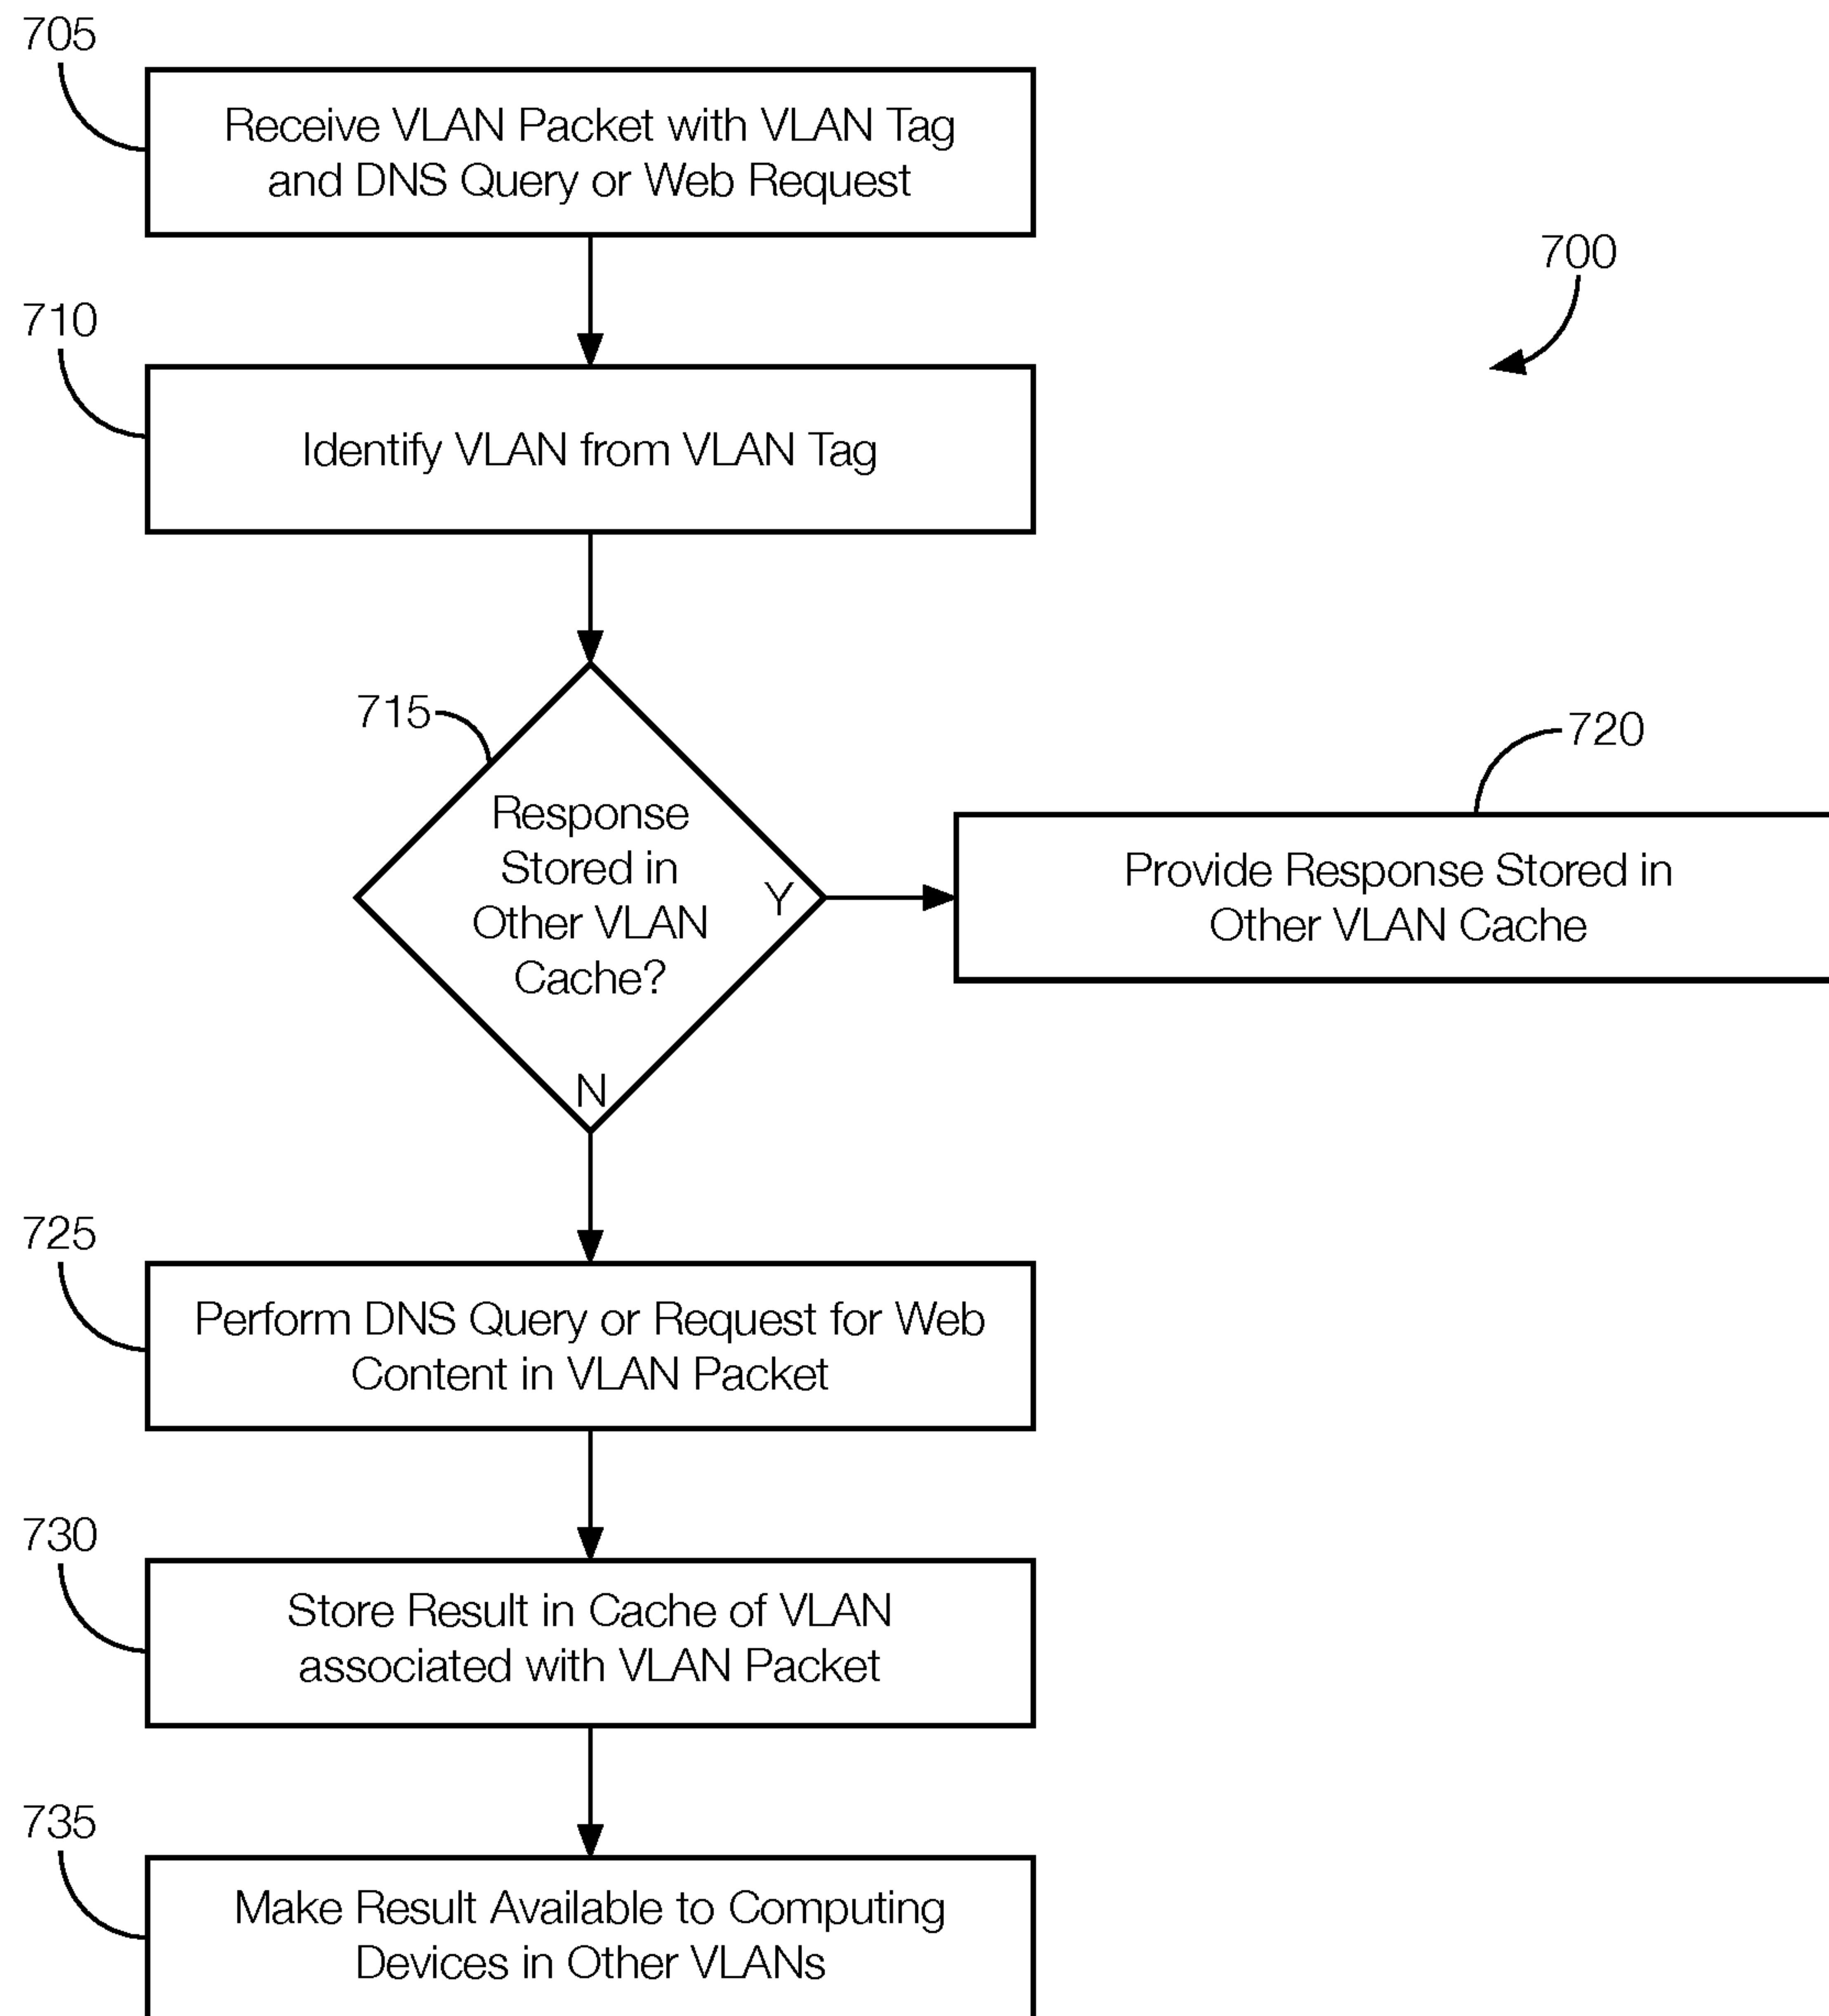 705
Receive VLAN Packet with VLAN Tag
and DNS Query or Web Request
700
710
Identify VLAN from VLAN Tag
715
Response
Stored in
Other VLAN
Cache?
Y
N
720
Provide Response Stored in
Other VLAN Cache
725
Perform DNS Query or Request for Web
Content in VLAN Packet
730
Store Result in Cache of VLAN
associated with VLAN Packet
735
Make Result Available to Computing
Devices in Other VLANs